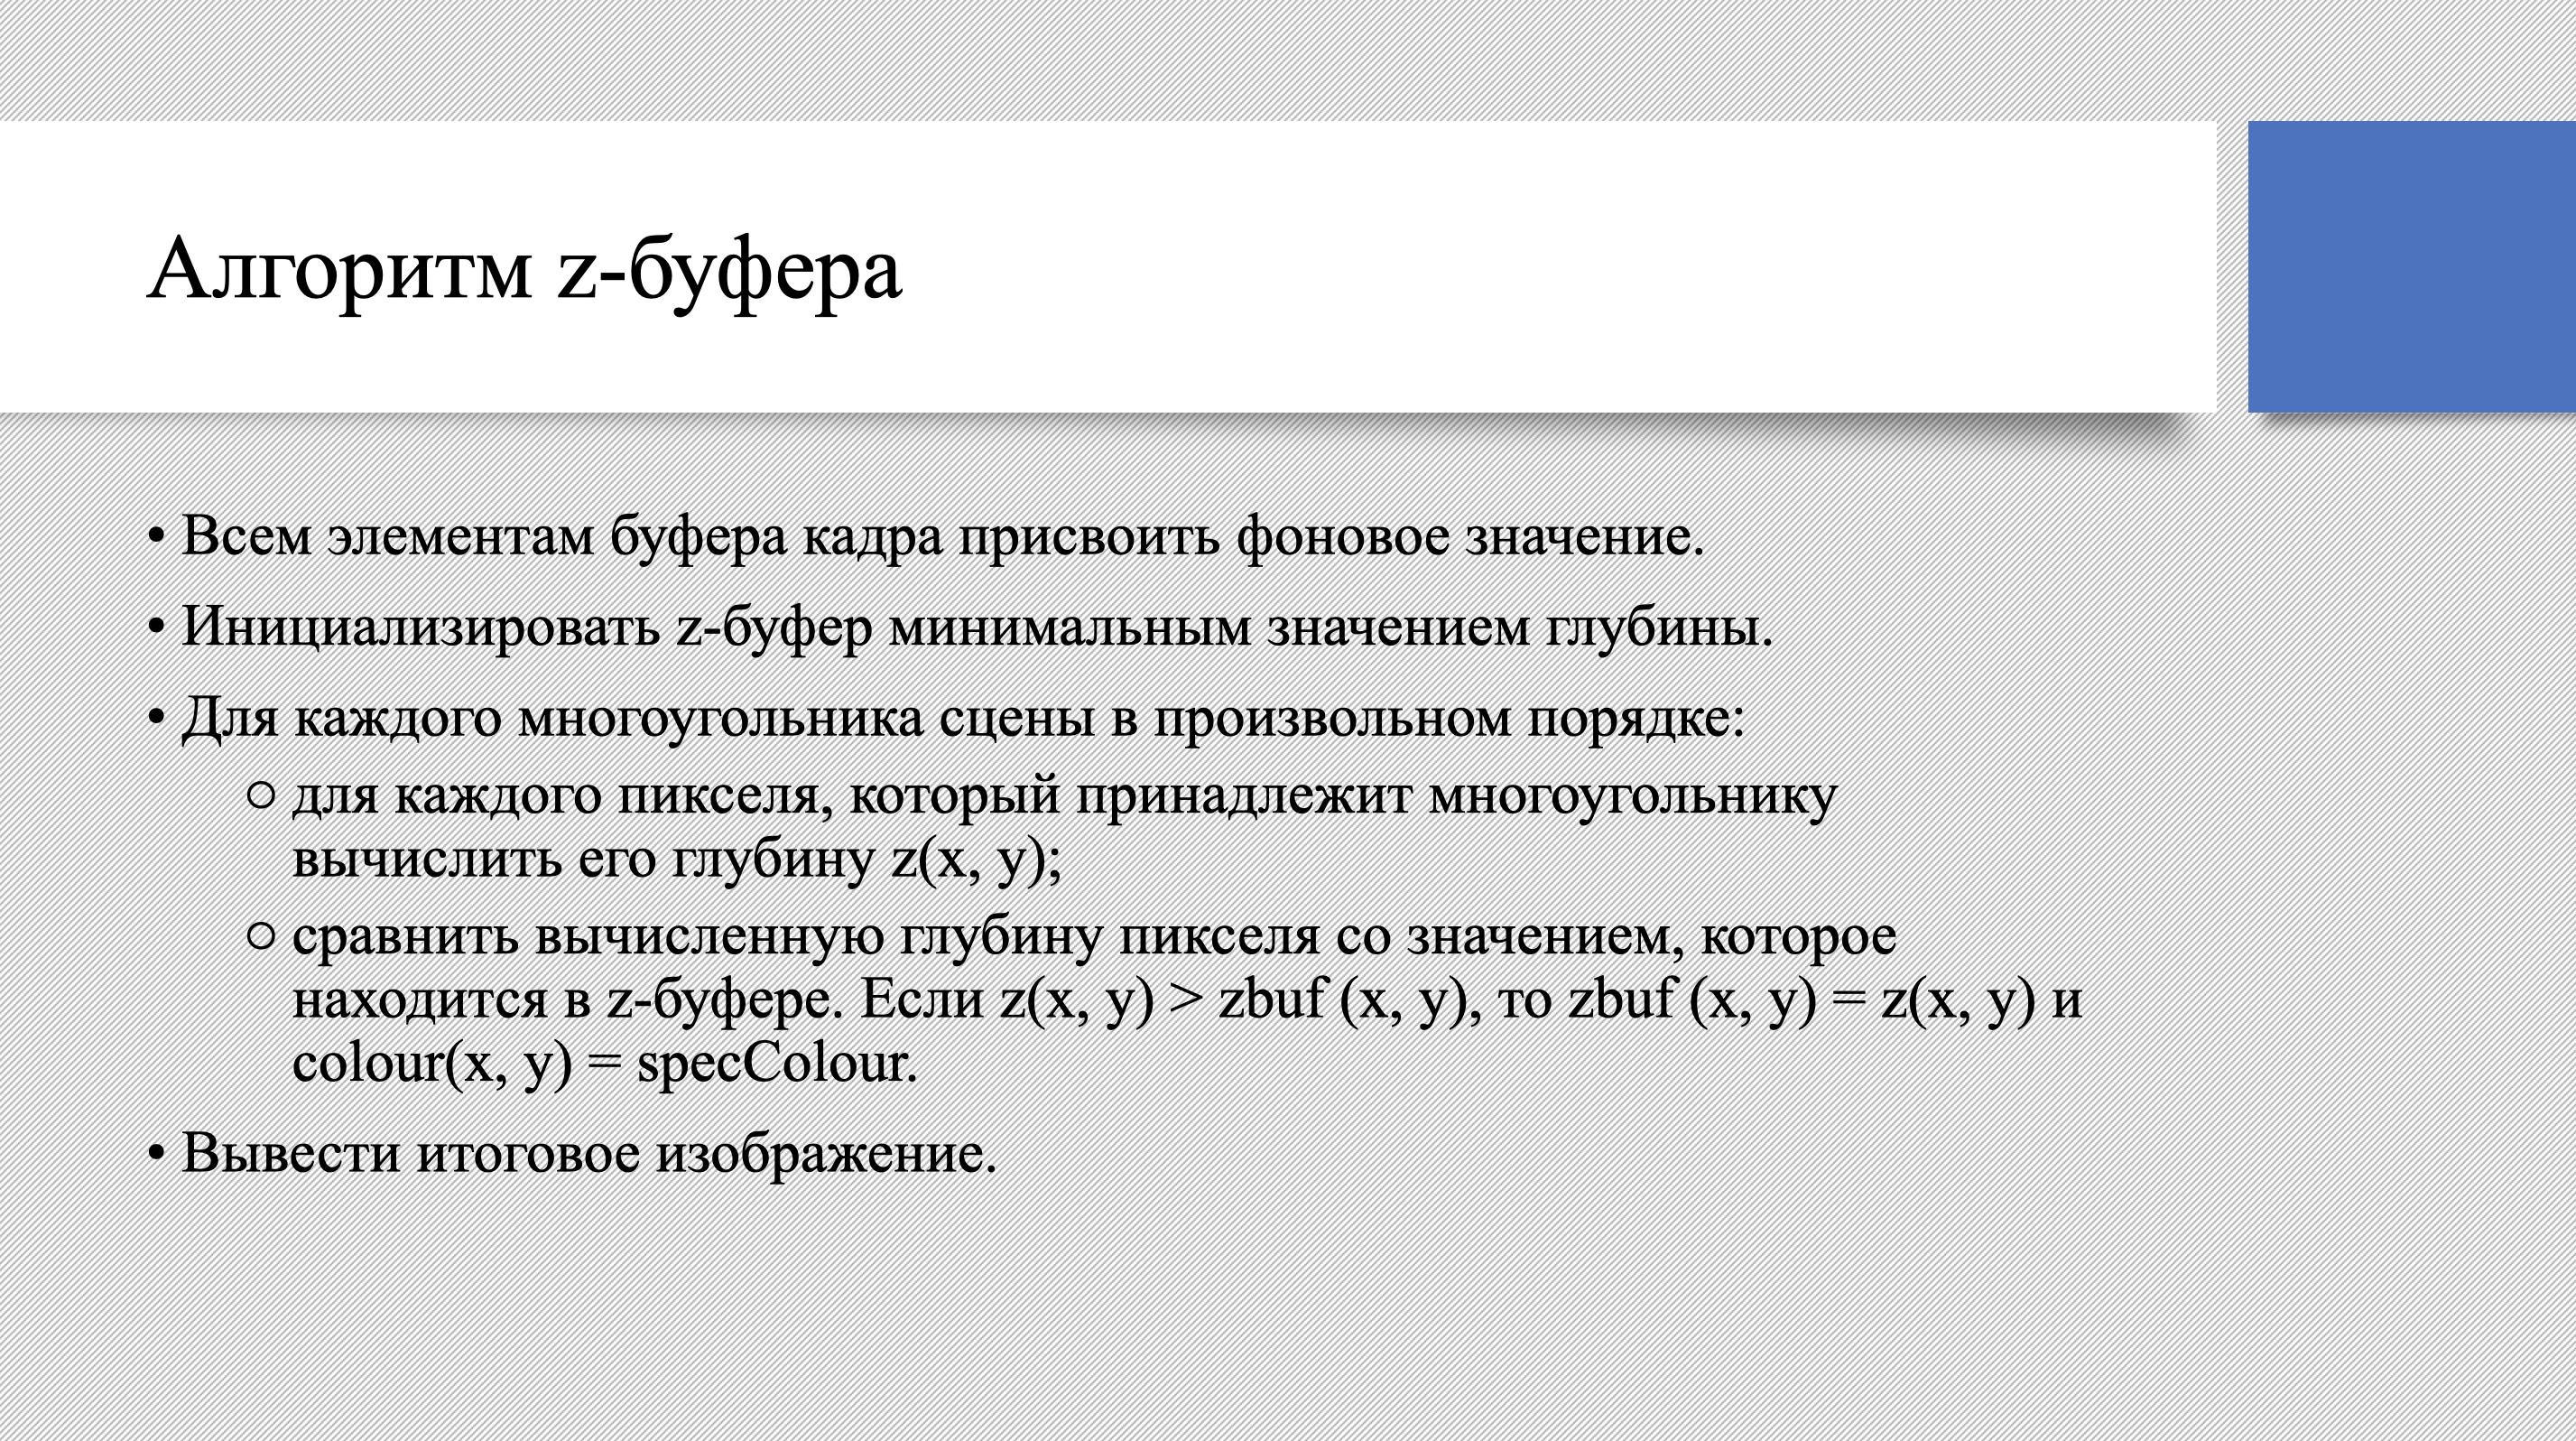 Алгоритм z-буфера
• Всем элементам буфера кадра присвоить фоновое значение.
• Инициализировать z-буфер минимальным значением глубины.
• Для каждого многоугольника сцены в произвольном порядке:
○ для каждого пикселя, который принадлежит многоугольнику
вычислить его глубину z(x, y);
○ сравнить вычисленную глубину пикселя со значением, которое
находится в z-буфере. Если z(x, y) > zbuf (x, y), то zbuf (x, y) = z(x, y) и
colour(x, y) = specColour.
• Вывести итоговое изображение.